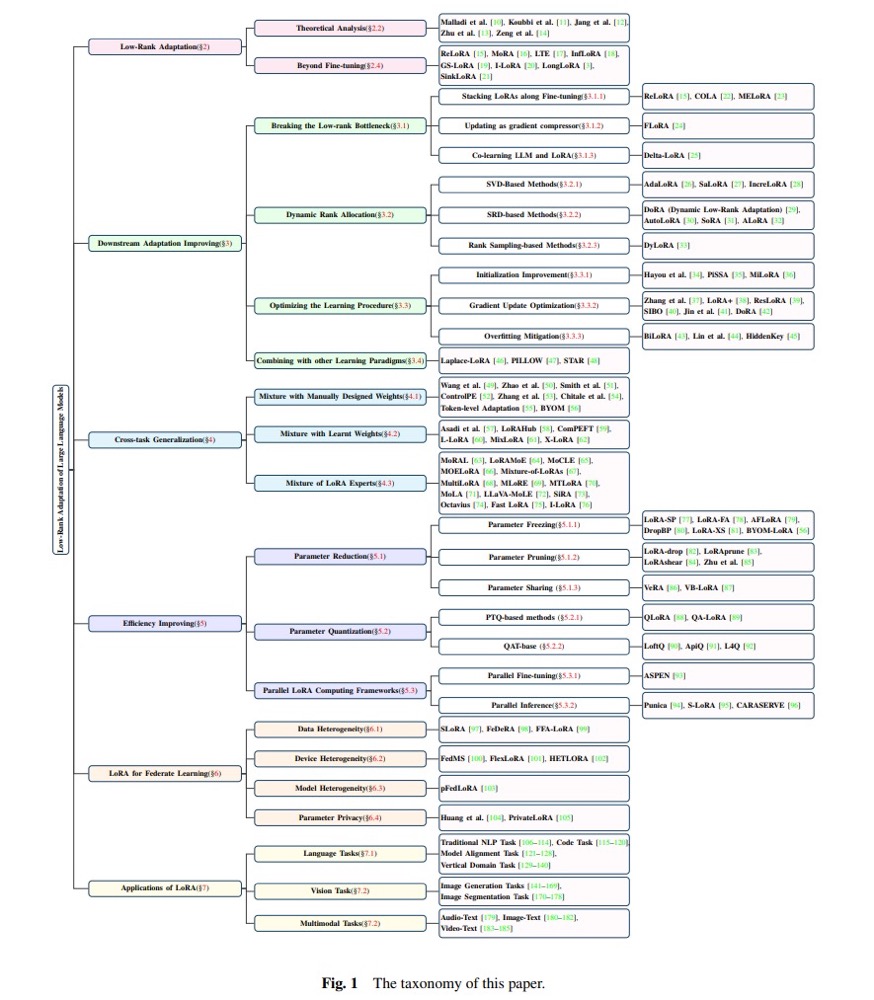 Low-Rank Adaptation of Large Language Models
Low-Rank Adaptation(§2)
Theoretical Analysis(§2.2)
Malladi et al. [10], Koubbi et al. [11], Jang et al. [12],
Zhu et al. [13], Zeng et al. [14]
Beyond Fine-tuning(§2.4)
ReLoRA [15], MoRA [16], LTE [17], InfLoRA [18],
GS-LoRA [19], I-LoRA [20], LongLoRA [3],
SinkLoRA [21]
Downstream Adaptation Improving(§3)
Breaking the Low-rank Bottleneck(§3.1)
Stacking LoRAs along Fine-tuning(§3.1.1)
ReLoRA [15], COLA [22], MELoRA [23]
Updating as gradient compressor(§3.1.2)
FLoRA [24]
Co-learning LLM and LoRA(§3.1.3)
Delta-LoRA [25]
Dynamic Rank Allocation(§3.2)
SVD-Based Methods(§3.2.1)
AdaLoRA [26], SaLoRA [27], IncreLoRA [28]
SRD-based Methods(§3.2.2)
DoRA (Dynamic Low-Rank Adaptation) [29],
AutoLoRA [30], SoRA [31], ALoRA [32]
Rank Sampling-based Methods(§3.2.3)
DyLoRA [33]
Optimizing the Learning Procedure(§3.3)
Initialization Improvement(§3.3.1)
Hayou et al. [34], PiSSA [35], MiLoRA [36]
Gradient Update Optimization(§3.3.2)
Zhang et al. [37], LoRA+ [38], ResLoRA [39],
SIBO [40], Jin et al. [41], DoRA [42]
Overfitting Mitigation(§3.3.3)
BiLoRA [43], Lin et al. [44], HiddenKey [45]
Combining with other Learning Paradigms(§3.4)
Laplace-LoRA [46], PILLOW [47], STAR [48]
Cross-task Generalization(§4)
Mixture with Manually Designed Weights(§4.1)
Wang et al. [49], Zhao et al. [50], Smith et al. [51],
ControlPE [52], Zhang et al. [53], Chitale et al. [54],
Token-level Adaptation [55], BYOM [56]
Mixture with Learnt Weights(§4.2)
Asadi et al. [57], LoRAHub [58], ComPEFT [59],
L-LoRA [60], MixLoRA [61], X-LoRA [62]
Mixture of LoRA Experts(§4.3)
MoRAL [63], LoRAMoE [64], MoCLE [65],
MOELoRA [66], Mixture-of-LoRAs [67],
MultiLoRA [68], MLoRE [69], MTLoRA [70],
MoLA [71], LLaVA-MoLE [72], SiRA [73],
Octavius [74], Fast LoRA [75], I-LoRA [76]
Efficiency Improving(§5)
Parameter Reduction(§5.1)
Parameter Freezing(§5.1.1)
LoRA-SP [77], LoRA-FA [78], AFLoRA [79],
DropBP [80], LoRA-XS [81], BYOM-LoRA [56]
Parameter Pruning(§5.1.2)
LoRA-drop [82], LoRAprune [83],
LoRAshear [84], Zhu et al. [85]
Parameter Sharing (§5.1.3)
VeRA [86], VB-LoRA [87]
Parameter Quantization(§5.2)
PTQ-based methods (§5.2.1)
QLoRA [88], QA-LoRA [89]
QAT-base (§5.2.2)
LoftQ [90], ApiQ [91], L4Q [92]
Parallel LoRA Computing Frameworks(§5.3)
Parallel Fine-tuning(§5.3.1)
ASPEN [93]
Parallel Inference(§5.3.2)
Punica [94], S-LoRA [95], CARASERVE [96]
LoRA for Federate Learning(§6)
Data Heterogeneity(§6.1)
SLoRA [97], FeDeRA [98], FFA-LoRA [99]
Device Heterogeneity(§6.2)
FedMS [100], FlexLoRA [101], HETLORA [102]
Model Heterogeneity(§6.3)
pFedLoRA [103]
Parameter Privacy(§6.4)
Huang et al. [104], PrivateLoRA [105]
Applications of LoRA(§7)
Language Tasks(§7.1)
Traditional NLP Task [106–114], Code Task [115–120],
Model Alignment Task [121–128],
Vertical Domain Task [129–140]
Vision Task(§7.2)
Image Generation Tasks [141–169],
Image Segmentation Task [170–178]
Multimodal Tasks(§7.2)
Audio-Text [179], Image-Text [180–182],
Video-Text [183–185]
Fig. 1 The taxonomy of this paper.